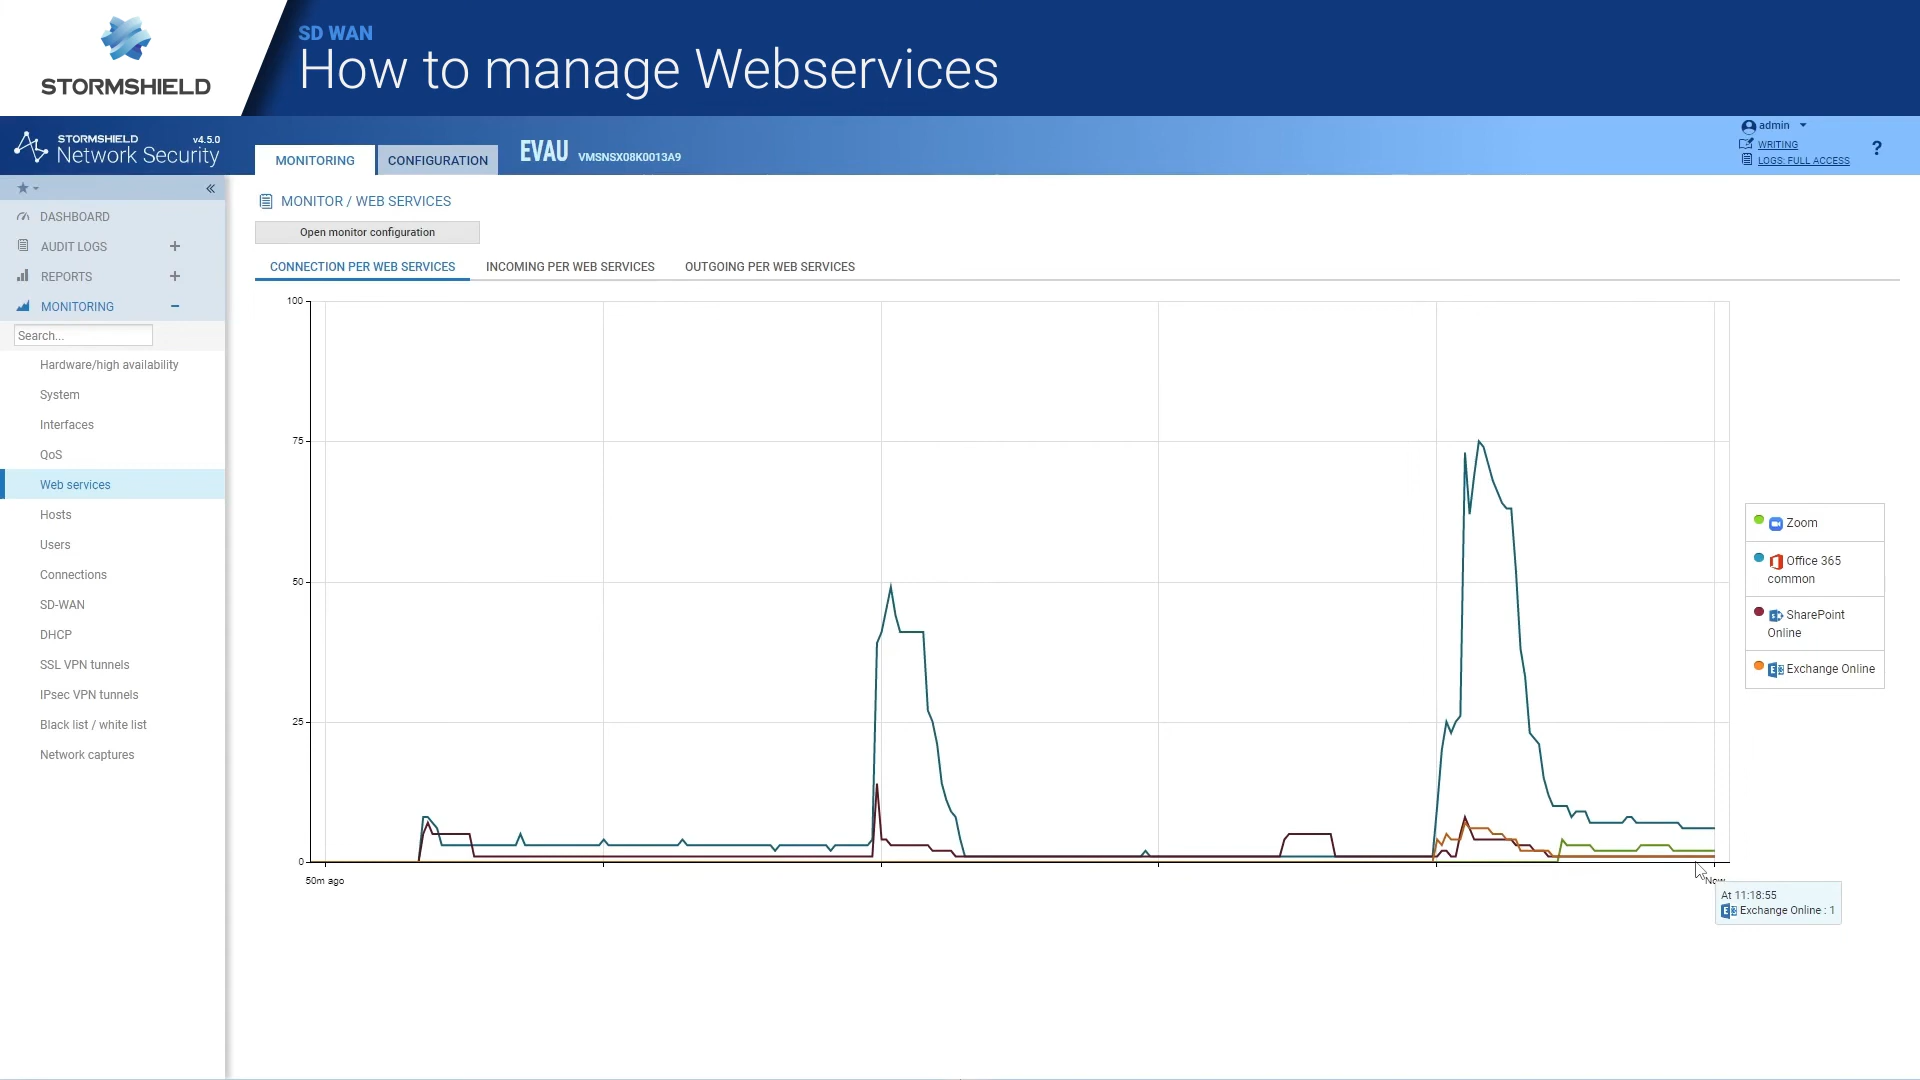 STORMSHIELD
SD WAN
How to manage Webservices
STORMSHIELD
Network Security
v4.5.0
MONITORING
CONFIGURATION
EVAU
VMSNSX08K0013A9
admin
WRITING
LOGS: FULL ACCESS
?
DASHBOARD
AUDIT LOGS
REPORTS
MONITORING
Search...
Hardware/high availability
System
Interfaces
QoS
Web services
Hosts
Users
Connections
SD-WAN
DHCP
SSL VPN tunnels
IPsec VPN tunnels
Black list / white list
Network captures
MONITOR / WEB SERVICES
Open monitor configuration
CONNECTION PER WEB SERVICES
INCOMING PER WEB SERVICES
OUTGOING PER WEB SERVICES
100
75
50
25
0
50m ago
Now
Zoom
Office 365
common
SharePoint
Online
Exchange Online
At 11:18:55
Exchange Online : 1